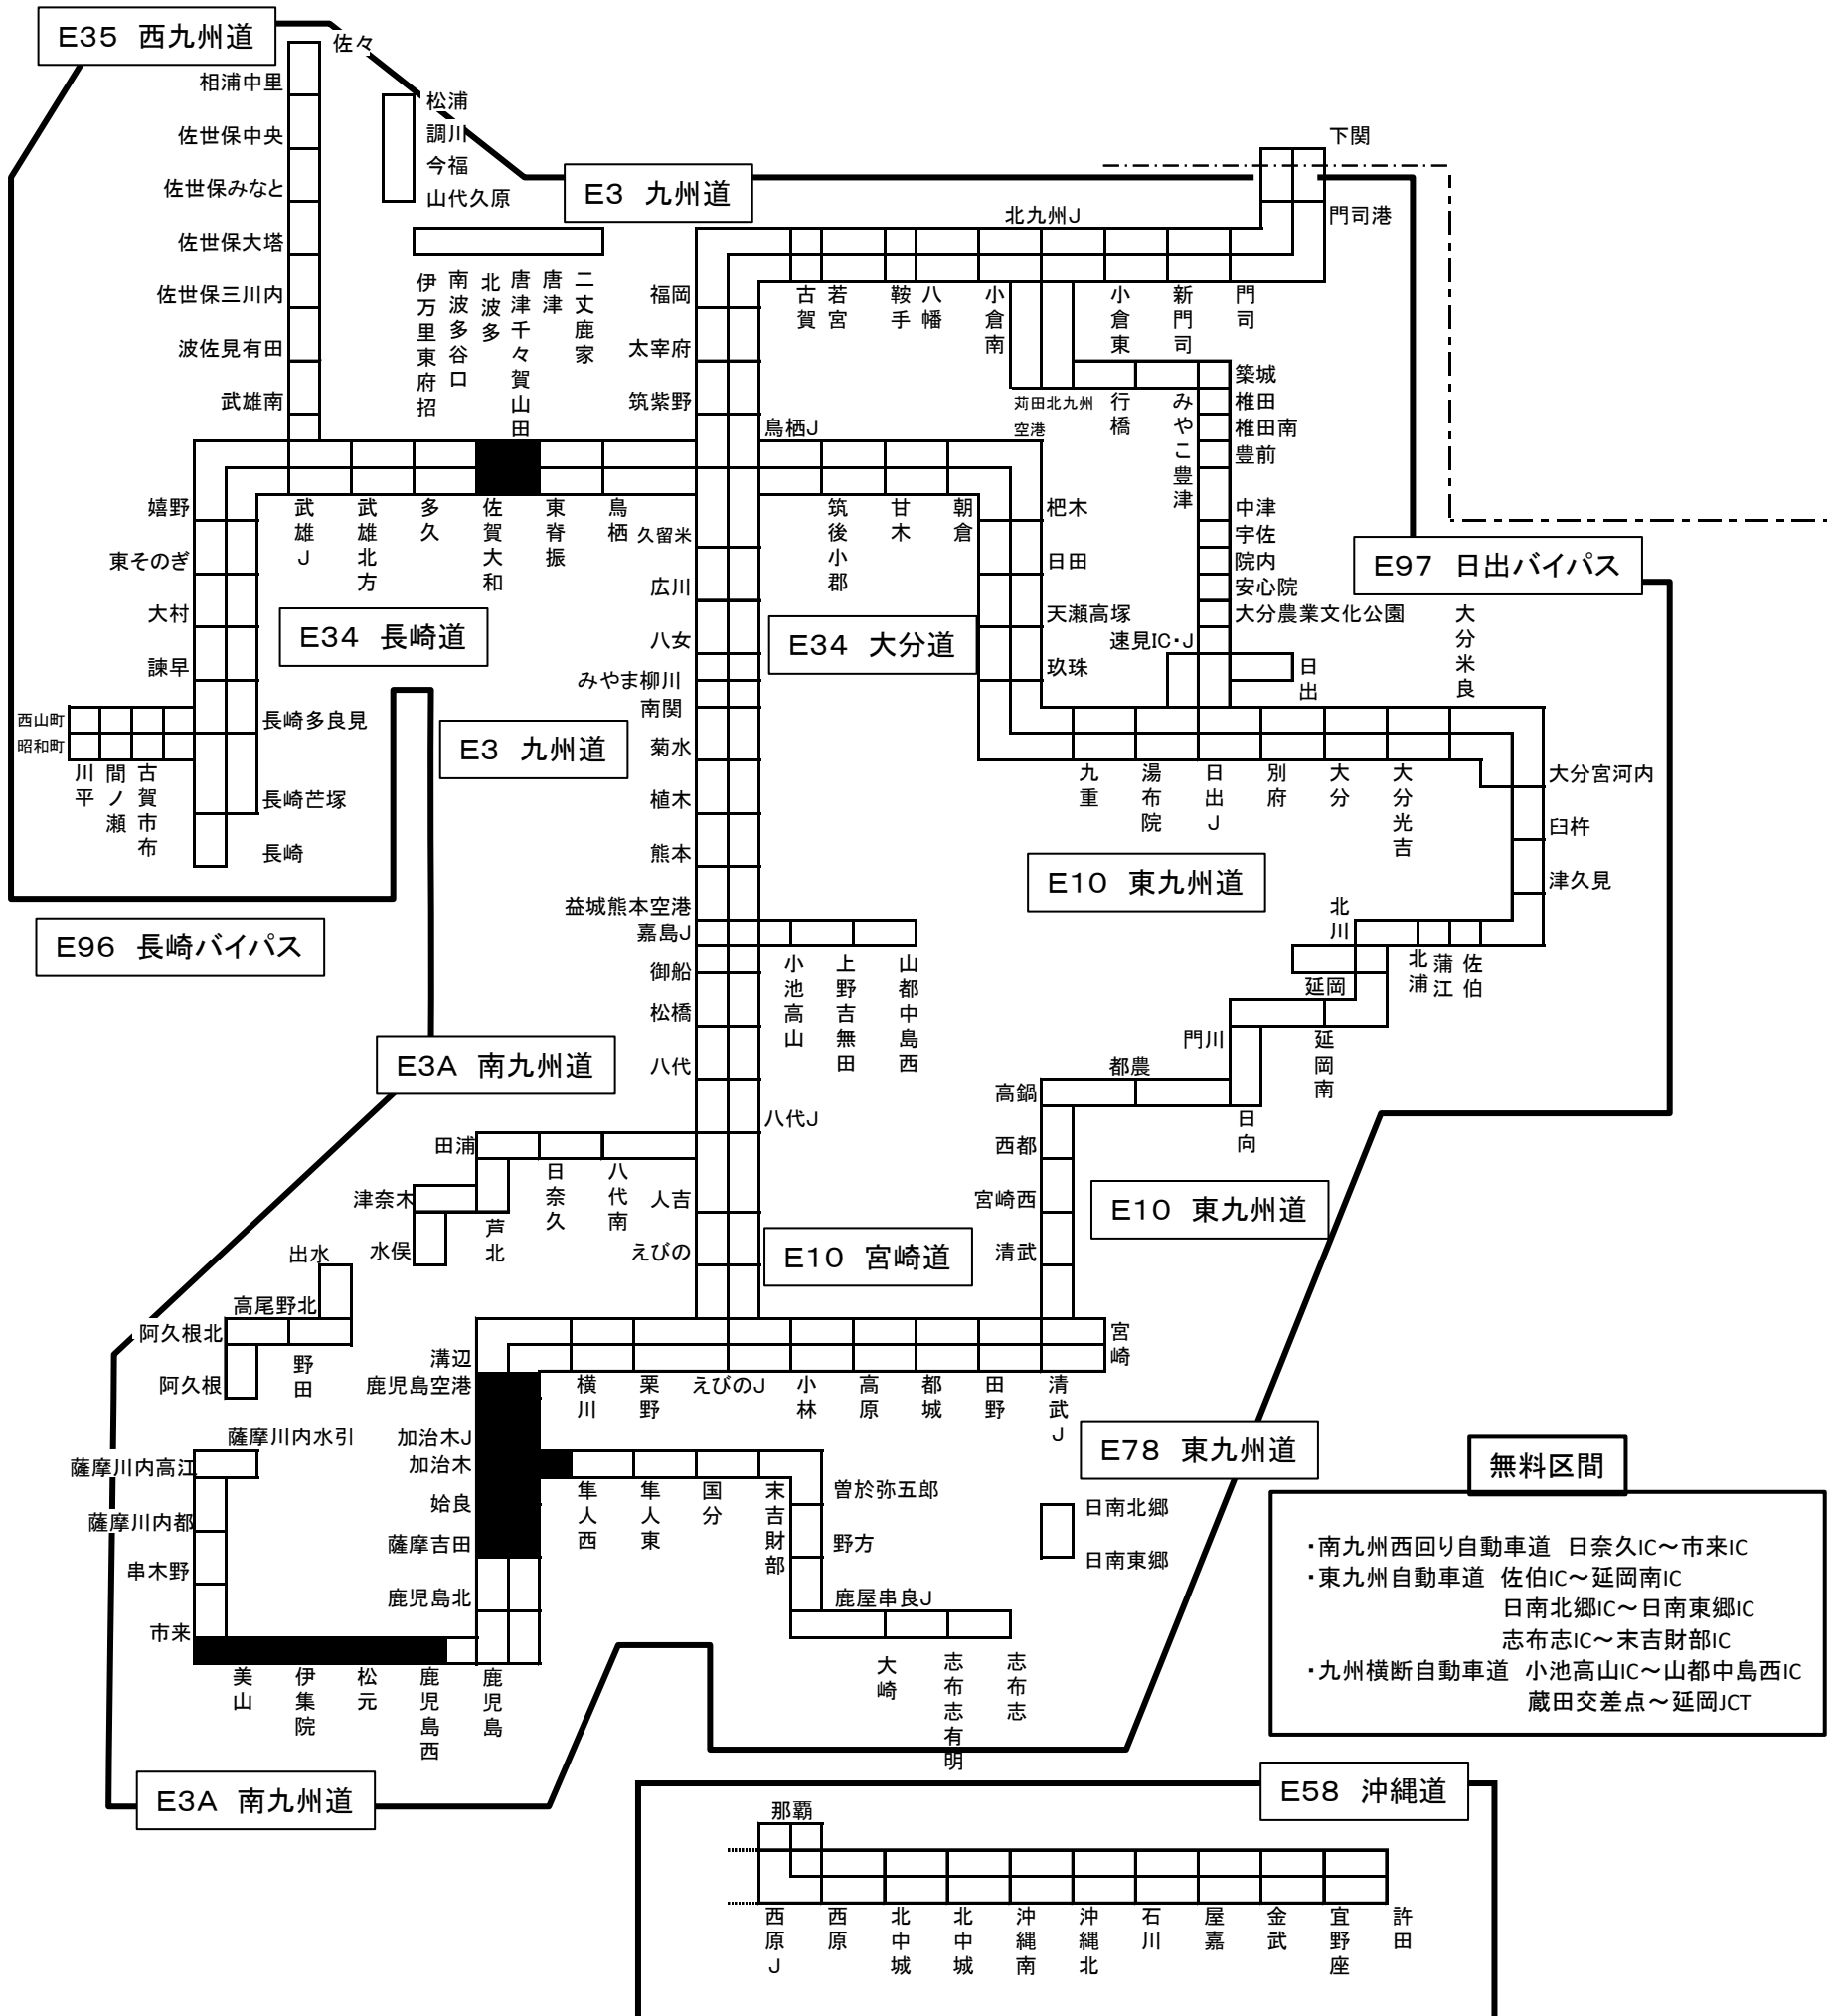 E35 西九州道
佐々
相浦中里
佐世保中央
佐世保みなと
佐世保大塔
佐世保三川内
波佐見有田
武雄南
松浦
調川
今福
山代久原
E3 九州道
下関
門司港
北九州J
伊万里東府招
南波多谷口
北波多
唐津千々賀山田
唐津
二丈鹿家
福岡
太宰府
筑紫野
古賀
若宮
鞍手
八幡
小倉南
小倉東
新門司
門司
苅田北九州
空港
行橋
みやこ豊津
築城
椎田
椎田南
豊前
中津
宇佐
院内
安心院
大分農業文化公園
速見IC・J
日出
鳥栖J
嬉野
東そのぎ
大村
諫早
武雄J
武雄北方
多久
佐賀大和
東脊振
鳥栖
久留米
広川
八女
みやま柳川
南関
菊水
植木
熊本
益城熊本空港
嘉島J
御船
松橋
八代
筑後小郡
甘木
朝倉
杷木
日田
天瀬高塚
玖珠
E97 日出バイパス
E34 長崎道
E34 大分道
大分米良
西山町
昭和町
長崎多良見
川平
間ノ瀬
古賀市布
長崎芒塚
長崎
E3 九州道
九重
湯布院
日出J
別府
大分
大分光吉
大分宮河内
臼杵
津久見
E10 東九州道
E96 長崎バイパス
小池高山
上野吉無田
山都中島西
北川
北浦
蒲江
佐伯
延岡
延岡南
門川
都農
高鍋
日向
E3A 南九州道
八代J
田浦
日奈久
八代南
津奈木
芦北
水俣
人吉
えびの
西都
宮崎西
清武
E10 東九州道
E10 宮崎道
出水
高尾野北
阿久根北
阿久根
野田
溝辺
鹿児島空港
横川
栗野
えびのJ
小林
高原
都城
田野
清武J
宮崎
薩摩川内水引
薩摩川内高江
薩摩川内都
串木野
市来
加治木J
加治木
姶良
薩摩吉田
鹿児島北
隼人西
隼人東
国分
末吉財部
曽於弥五郎
野方
鹿屋串良J
E78 東九州道
日南北郷
日南東郷
美山
伊集院
松元
鹿児島西
鹿児島
大崎
志布志有明
志布志
無料区間
・南九州西回り自動車道 日奈久IC～市来IC
・東九州自動車道 佐伯IC～延岡南IC
日南北郷IC～日南東郷IC
志布志IC～末吉財部IC
・九州横断自動車道 小池高山IC～山都中島西IC
蔵田交差点～延岡JCT
E3A 南九州道
E58 沖縄道
那覇
西原J
西原
北中城
北中城
沖縄南
沖縄北
石川
屋嘉
金武
宜野座
許田